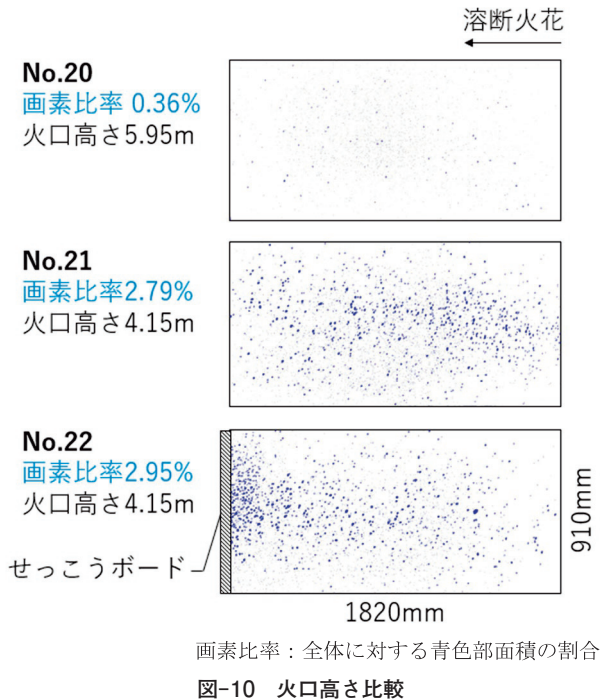 溶断火花
No.20
画素比率 0.36%
火口高さ5.95m
No.21
画素比率2.79%
火口高さ4.15m
No.22
画素比率2.95%
火口高さ4.15m
せっこうボード
910mm
1820mm
画素比率：全体に対する青色部面積の割合
図-10　火口高さ比較